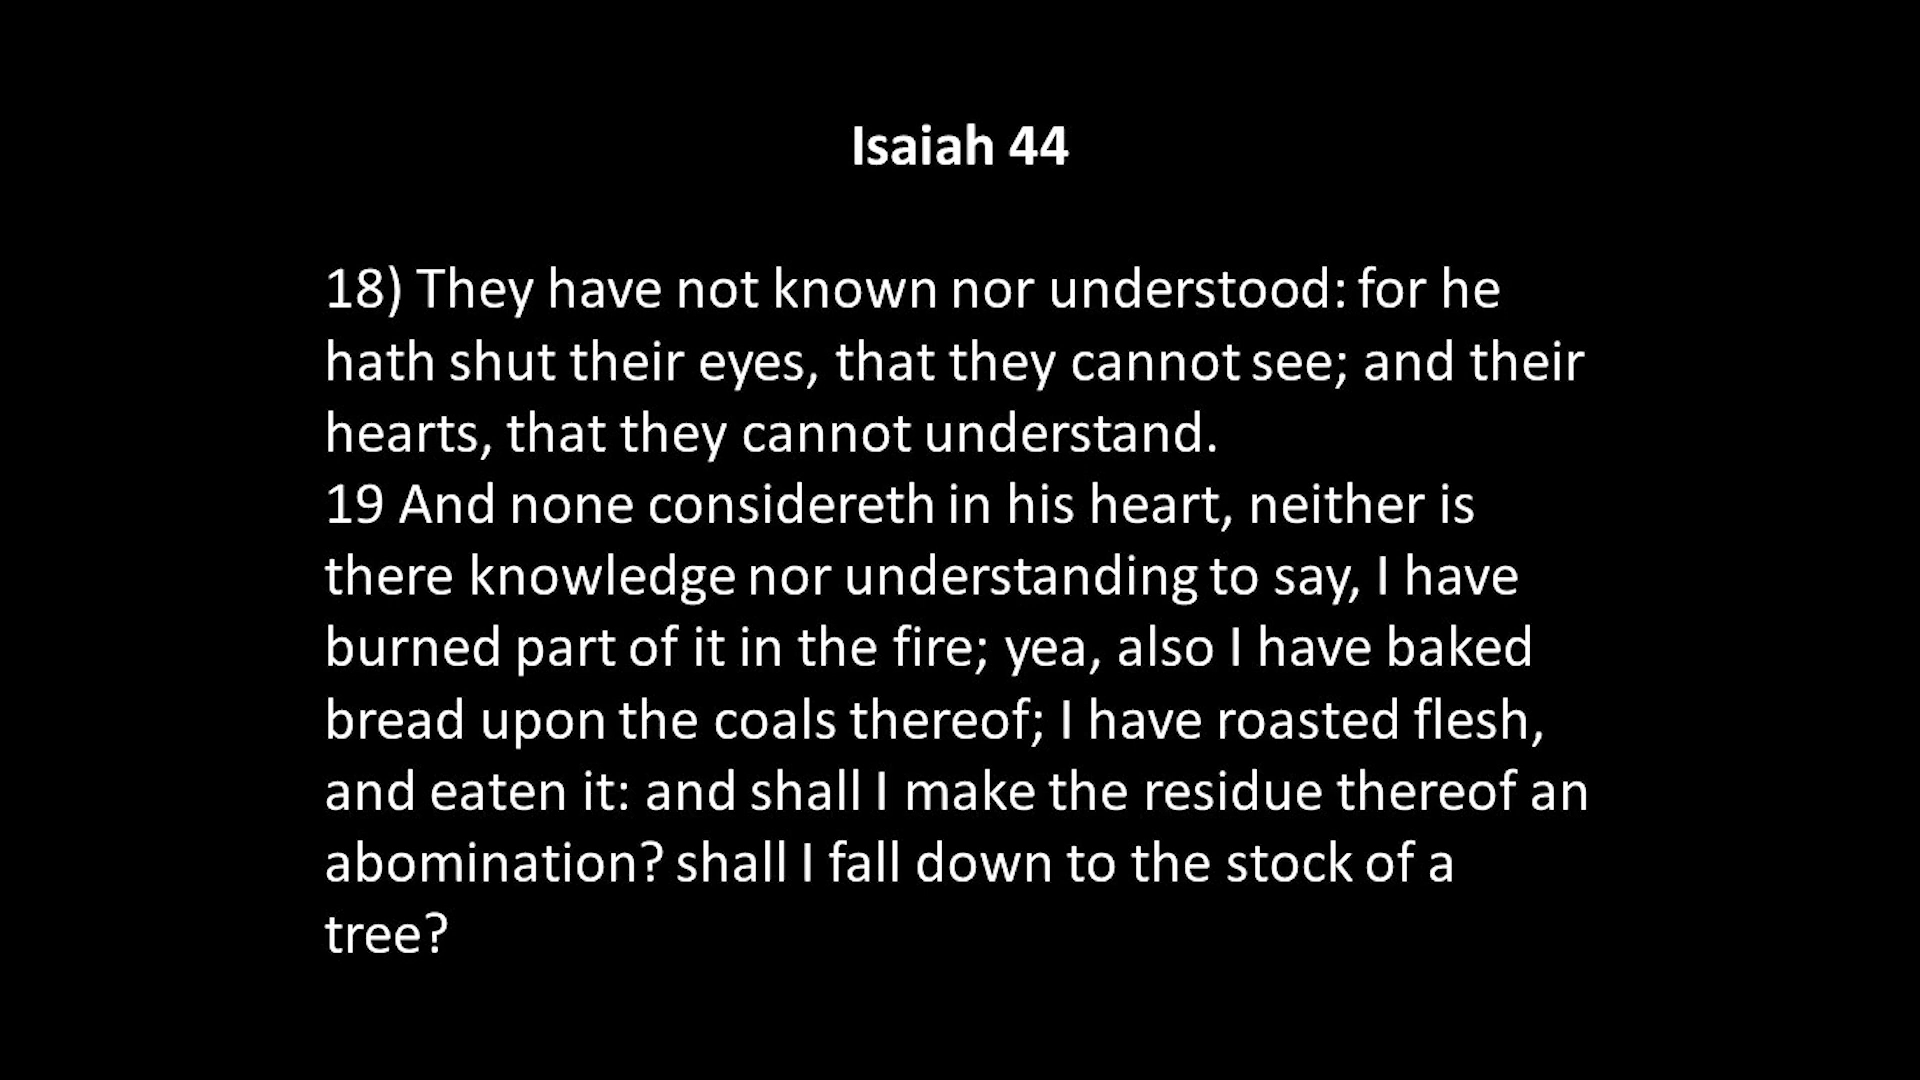 Isaiah 44
18) They have not known nor understood: for he
hath shut their eyes, that they cannot see; and their
hearts, that they cannot understand.
19 And none considereth in his heart, neither is
there knowledge nor understanding to say, I have
burned part of it in the fire; yea, also I have baked
bread upon the coals thereof; I have roasted flesh,
and eaten it: and shall I make the residue thereof an
abomination? shall I fall down to the stock of a
tree?